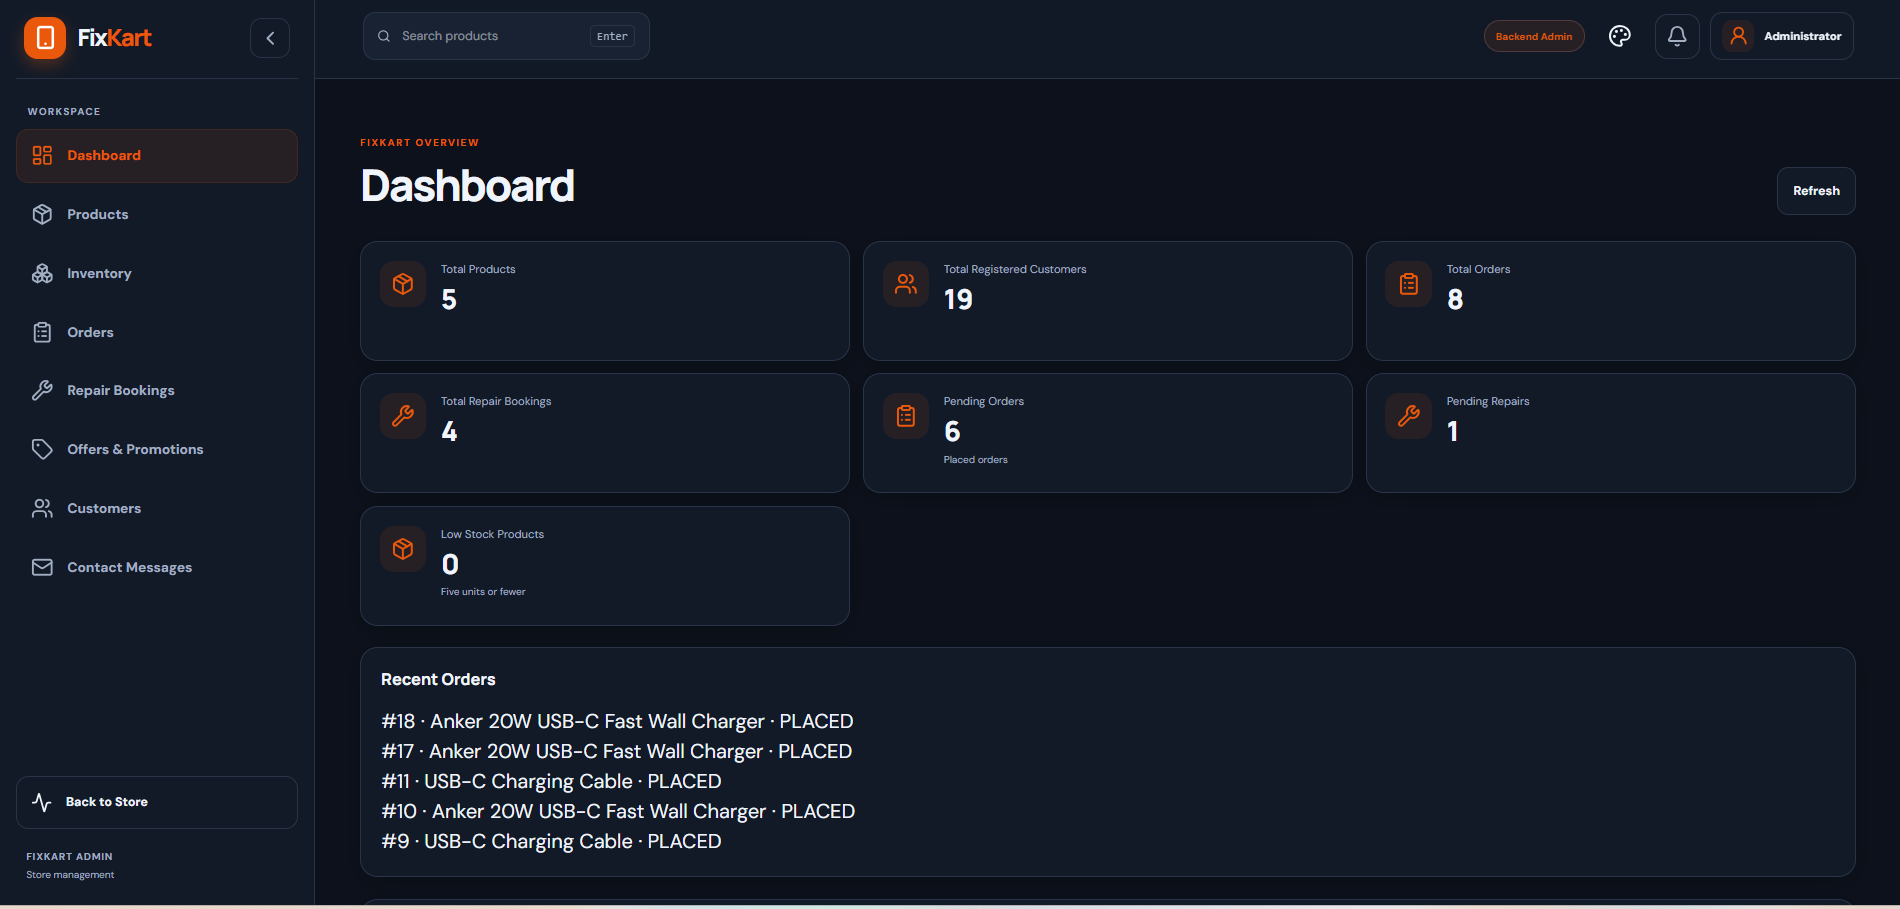 FixKart
Search products
Enter
Backend Admin
Administrator
WORKSPACE
Dashboard
Products
Inventory
Orders
Repair Bookings
Offers & Promotions
Customers
Contact Messages
Back to Store
FIXKART ADMIN
Store management
FIXKART OVERVIEW
Dashboard
Refresh
Total Products
5
Total Registered Customers
19
Total Orders
8
Total Repair Bookings
4
Pending Orders
6
Placed orders
Pending Repairs
1
Low Stock Products
0
Five units or fewer
Recent Orders
#18 · Anker 20W USB-C Fast Wall Charger · PLACED
#17 · Anker 20W USB-C Fast Wall Charger · PLACED
#11 · USB-C Charging Cable · PLACED
#10 · Anker 20W USB-C Fast Wall Charger · PLACED
#9 · USB-C Charging Cable · PLACED